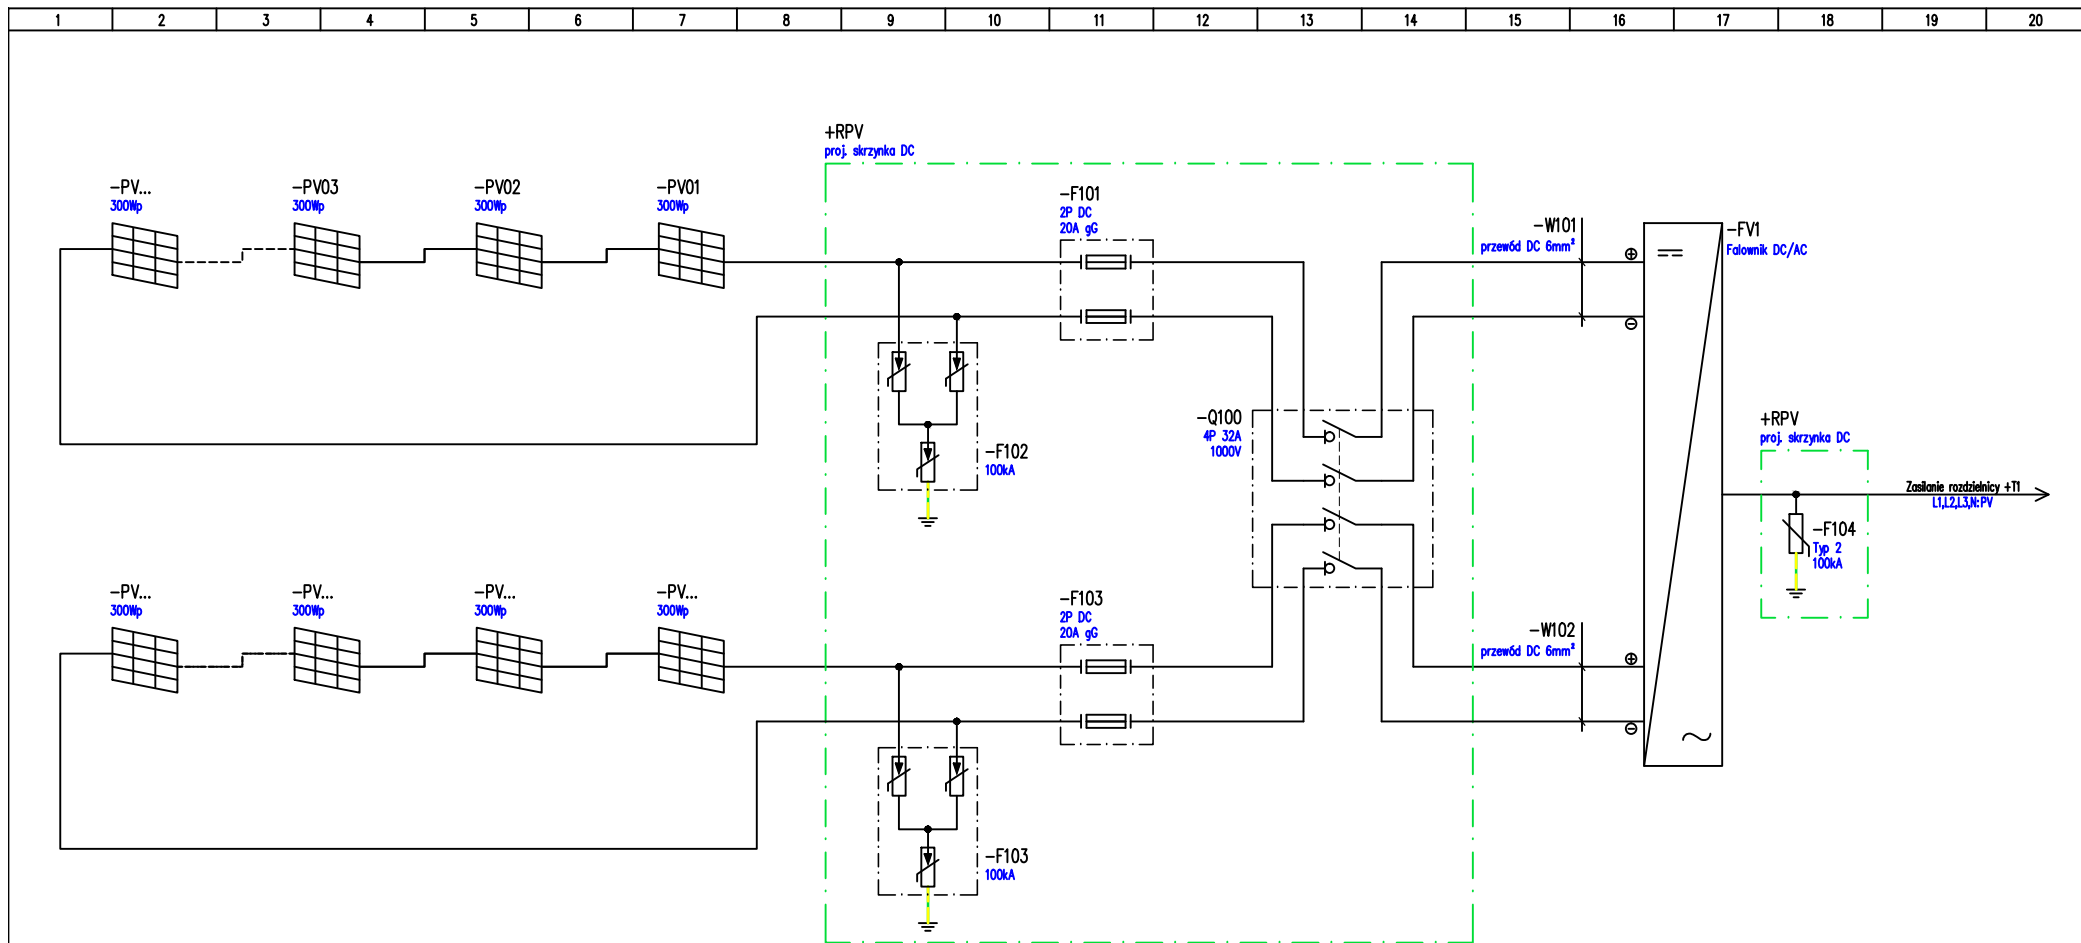 1 2 3 4 5 6 7 8 9 10 11 12 13 14 15 16 17 18 19 20
+RPV
proj. skrzynka DC
-PV...
300Wp
-PV03
300Wp
-PV02
300Wp
-PV01
300Wp
-F101
2P DC
20A gG
-W101
przewód DC 6mm²
-FV1
Falownik DC/AC
-Q100
4P 32A
1000V
-F102
100kA
+RPV
proj. skrzynka DC
Zasilanie rozdzielnicy +T1
L1,L2,L3,N:PV
-F104
Typ 2
100kA
-PV...
300Wp
-PV...
300Wp
-PV...
300Wp
-PV...
300Wp
-F103
2P DC
20A gG
-W102
przewód DC 6mm²
-F103
100kA